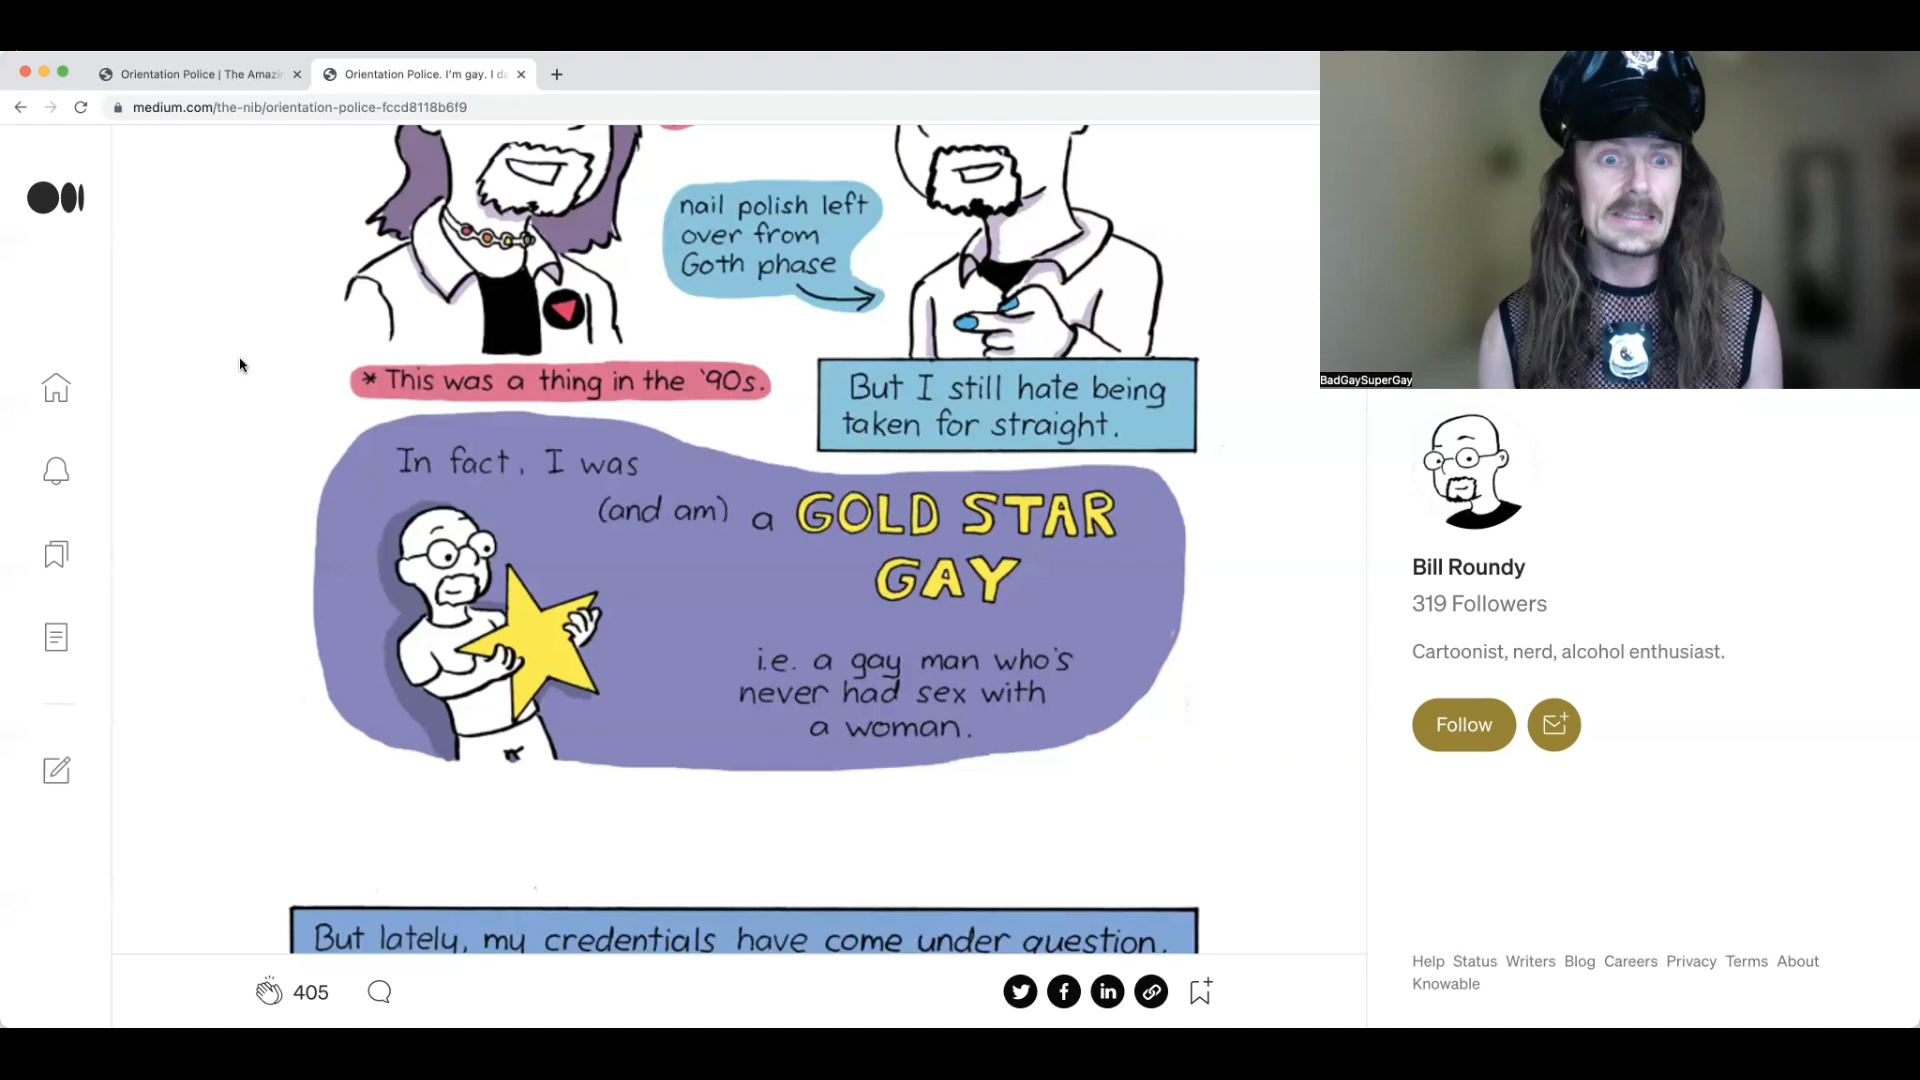 Orientation Police | The Amazi
Orientation Police. I'm gay. I da
medium.com/the-nib/orientation-police-fccd8118b6f9
nail polish left
over from
Goth phase
* This was a thing in the '90s.
But I still hate being
taken for straight.
In fact, I was
(and am) a GOLD STAR
GAY
i.e. a gay man who's
never had sex with
a woman.
But lately, my credentials have come under question.
405
BadGaySuperGay
Bill Roundy
319 Followers
Cartoonist, nerd, alcohol enthusiast.
Follow
Help Status Writers Blog Careers Privacy Terms About
Knowable